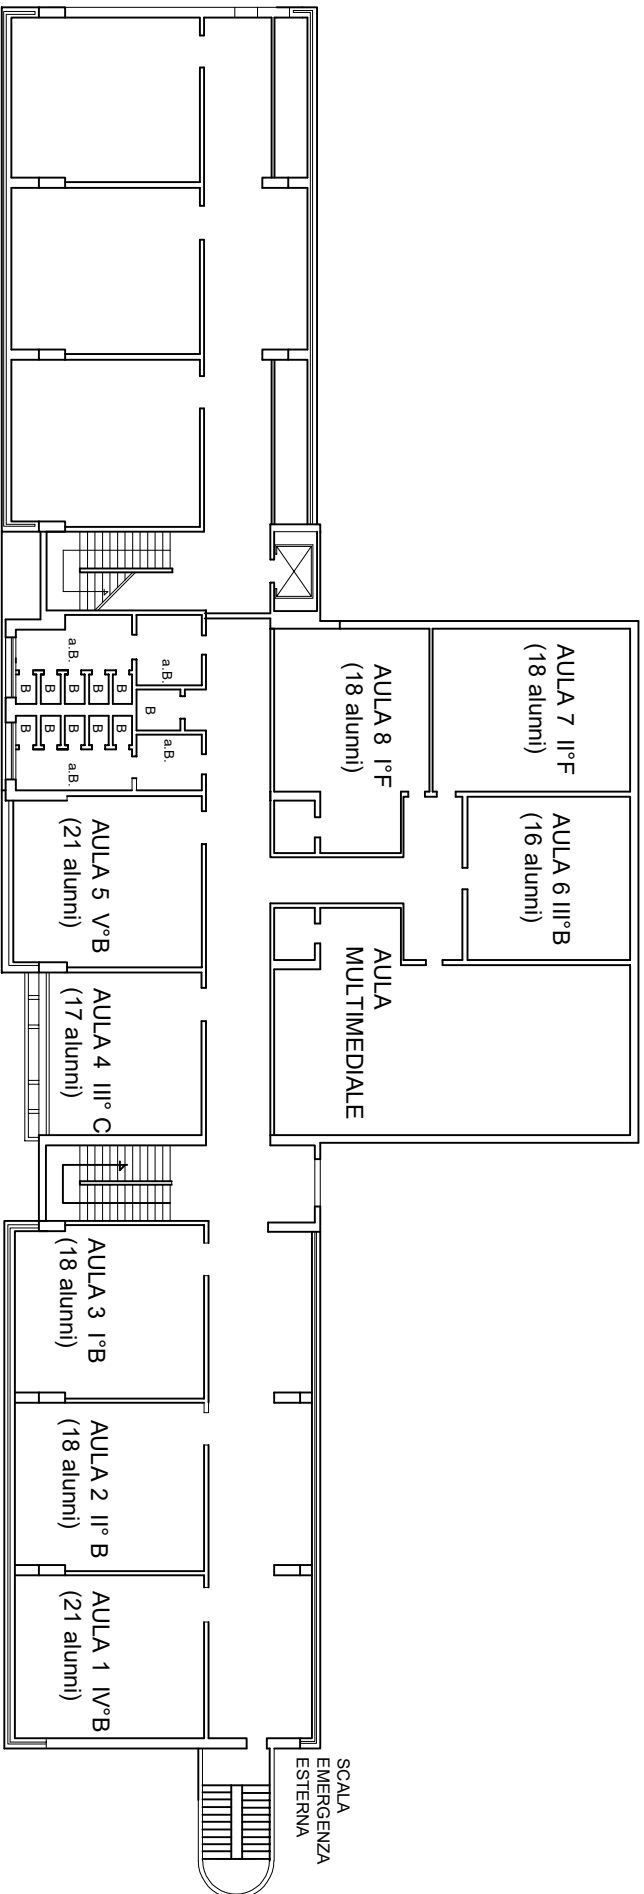 AULA 7 II°F
(18 alunni)
AULA 8 I°F
(18 alunni)
AULA 6 III°B
(16 alunni)
a.B.
a.B.
B
B
B
B
B
B
B
B
B
B
B
a.B.
a.B.
AULA 5 V°B
(21 alunni)
AULA
MULTIMEDIALE
AULA 4 III° C
(17 alunni)
AULA 3 I°B
(18 alunni)
AULA 2 II° B
(18 alunni)
AULA 1 IV°B
(21 alunni)
SCALA
EMERGENZA
ESTERNA